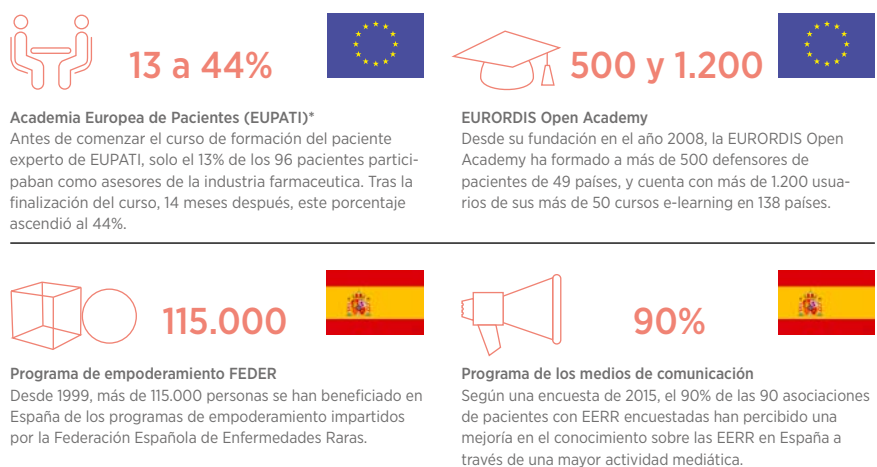 13 a 44%
Academia Europea de Pacientes (EUPATI)*
Antes de comenzar el curso de formación del paciente
experto de EUPATI, solo el 13% de los 96 pacientes partici-
paban como asesores de la industria farmaceutica. Tras la
finalización del curso, 14 meses después, este porcentaje
ascendió al 44%.
500 y 1.200
EURORDIS Open Academy
Desde su fundación en el año 2008, la EURORDIS Open
Academy ha formado a más de 500 defensores de
pacientes de 49 países, y cuenta con más de 1.200 usua-
rios de sus más de 50 cursos e-learning en 138 países.
115.000
Programa de empoderamiento FEDER
Desde 1999, más de 115.000 personas se han beneficiado en
España de los programas de empoderamiento impartidos
por la Federación Española de Enfermedades Raras.
90%
Programa de los medios de comunicación
Según una encuesta de 2015, el 90% de las 90 asociaciones
de pacientes con EERR encuestadas han percibido una
mejoría en el conocimiento sobre las EERR en España a
través de una mayor actividad mediática.